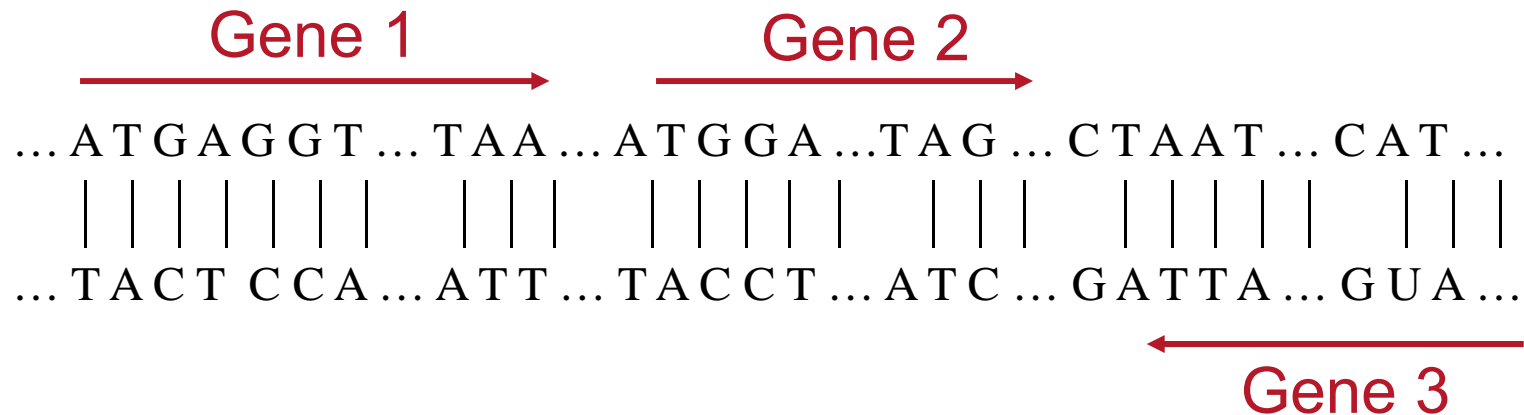 Gene 1 Gene 2
... A T G A G G T ... T A A ... A T G G A ... T A G ... C T A A T ... C A T ...
... T A C T C C A ... A T T ... T A C C T ... A T C ... G A T T A ... G U A ...
Gene 3